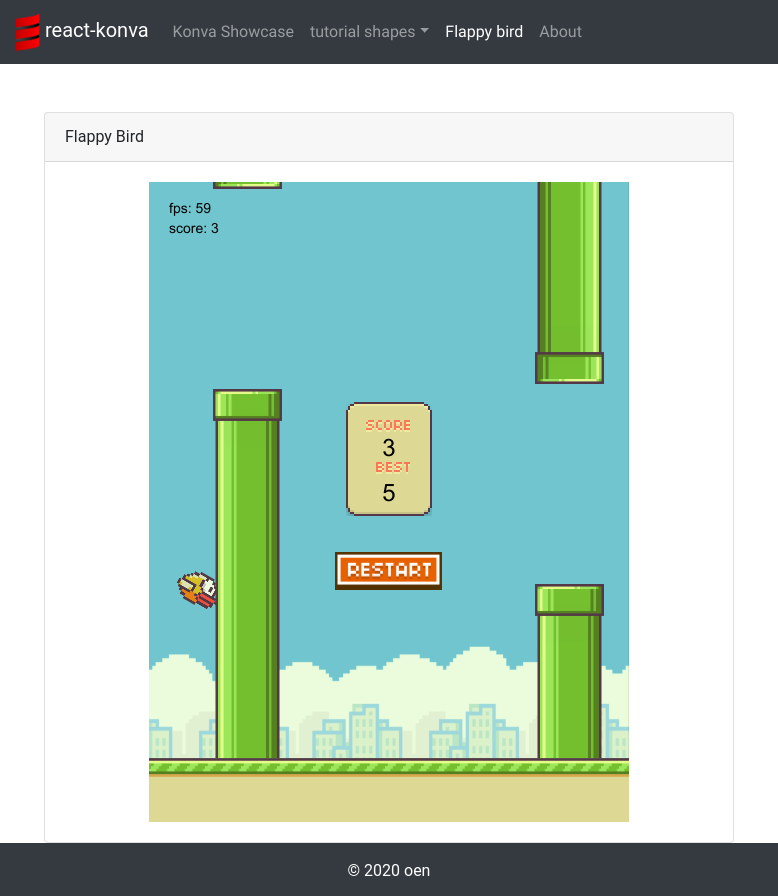 react-konva Konva Showcase tutorial shapes Flappy bird About
Flappy Bird
fps: 59
score: 3
SCORE
3
BEST
5
RESTART
© 2020 oen